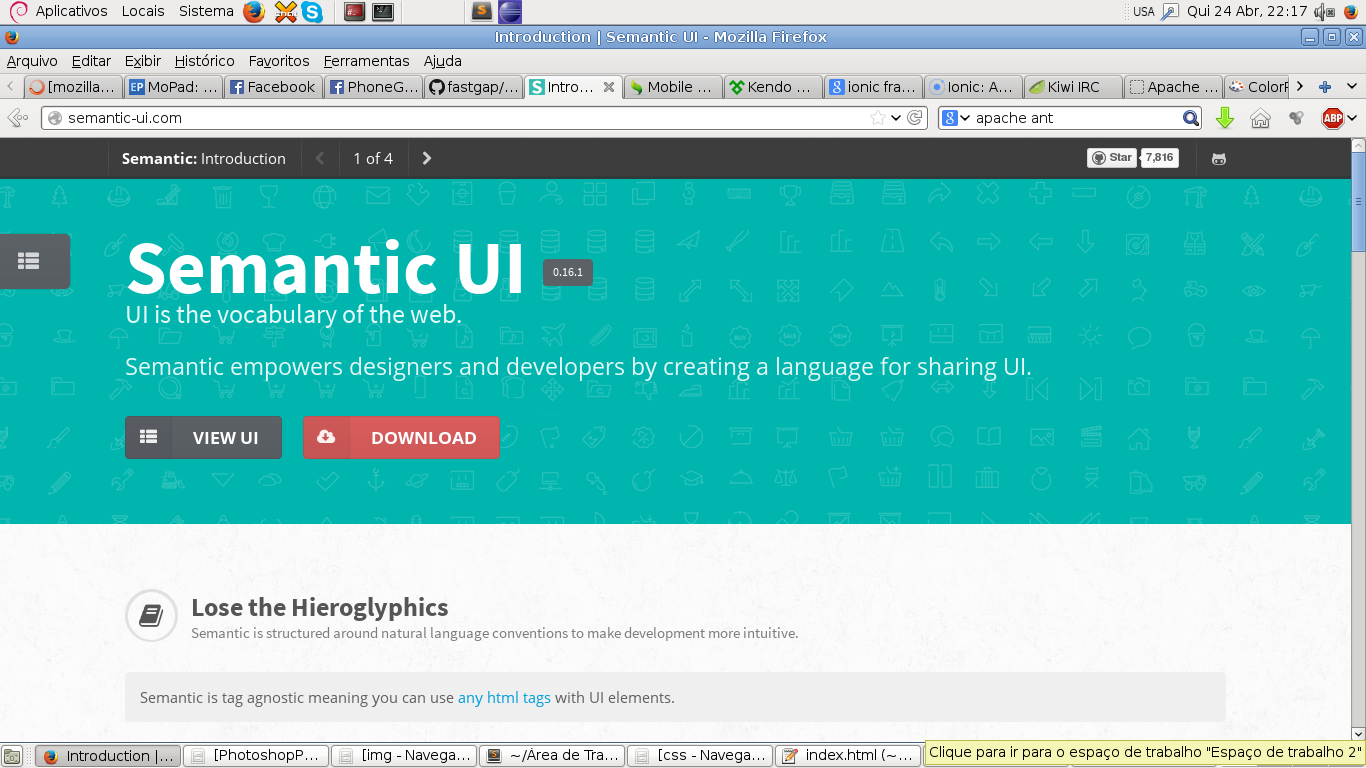 Aplicativos Locais Sistema USA Qui 24 Abr, 22:17
Introduction | Semantic UI - Mozilla Firefox
Arquivo Editar Exibir Histórico Favoritos Ferramentas Ajuda
[mozilla... MoPad: ... Facebook PhoneG... fastgap/... Intro... Mobile ... Kendo ... ionic fra... Ionic: A... Kiwi IRC Apache ... ColorF
semantic-ui.com apache ant ABP
Semantic: Introduction 1 of 4 Star 7,816
Semantic UI 0.16.1
UI is the vocabulary of the web.
Semantic empowers designers and developers by creating a language for sharing UI.
VIEW UI DOWNLOAD
Lose the Hieroglyphics
Semantic is structured around natural language conventions to make development more intuitive.
Semantic is tag agnostic meaning you can use any html tags with UI elements.
Introduction |... [PhotoshopP... [img - Navega... ~/Área de Tra... [css - Navega... index.html (~... Clique para ir para o espaço de trabalho "Espaço de trabalho 2"